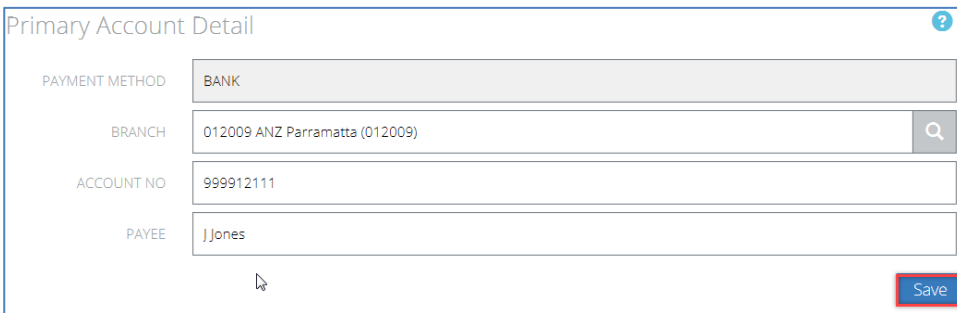 Primary Account Detail ?
PAYMENT METHOD BANK
BRANCH 012009 ANZ Parramatta (012009)
ACCOUNT NO 999912111
PAYEE J Jones
Save